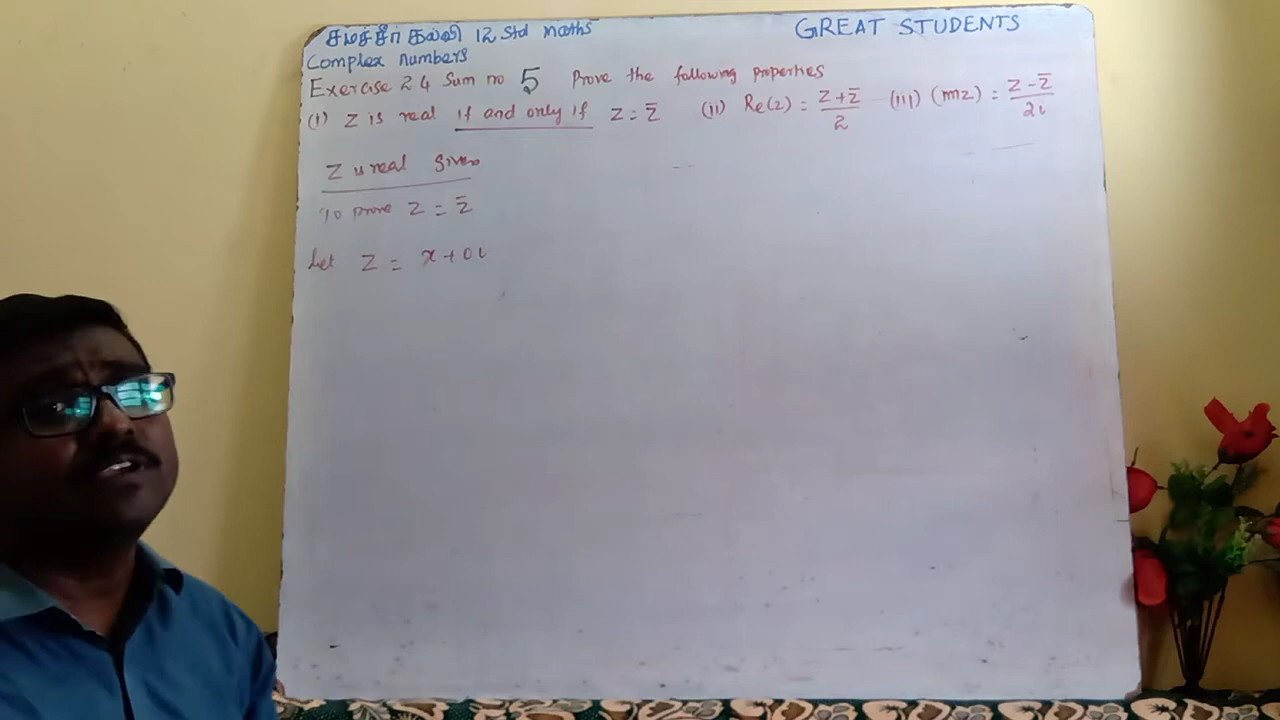 சமச்சீர் கல்வி 12 Std maths GREAT STUDENTS
Complex numbers
Exercise 2 4 Sum no 5 Prove the following properties
(i) Z is real if and only if Z = z̄ (ii) Re(z) = (Z + z̄)/2 (iii) (mz) = (Z - z̄)/2i
Z is real given
To prove Z = z̄
Let Z = x + 0i